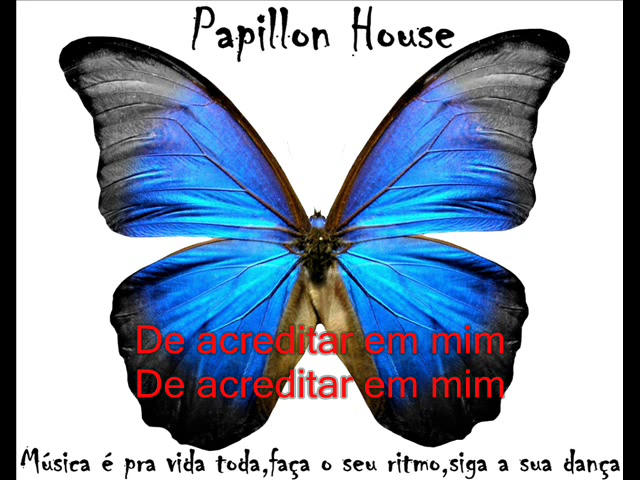 Papillon House
De acreditar em mim
De acreditar em mim
Música é pra vida toda,faça o seu ritmo,siga a sua dança